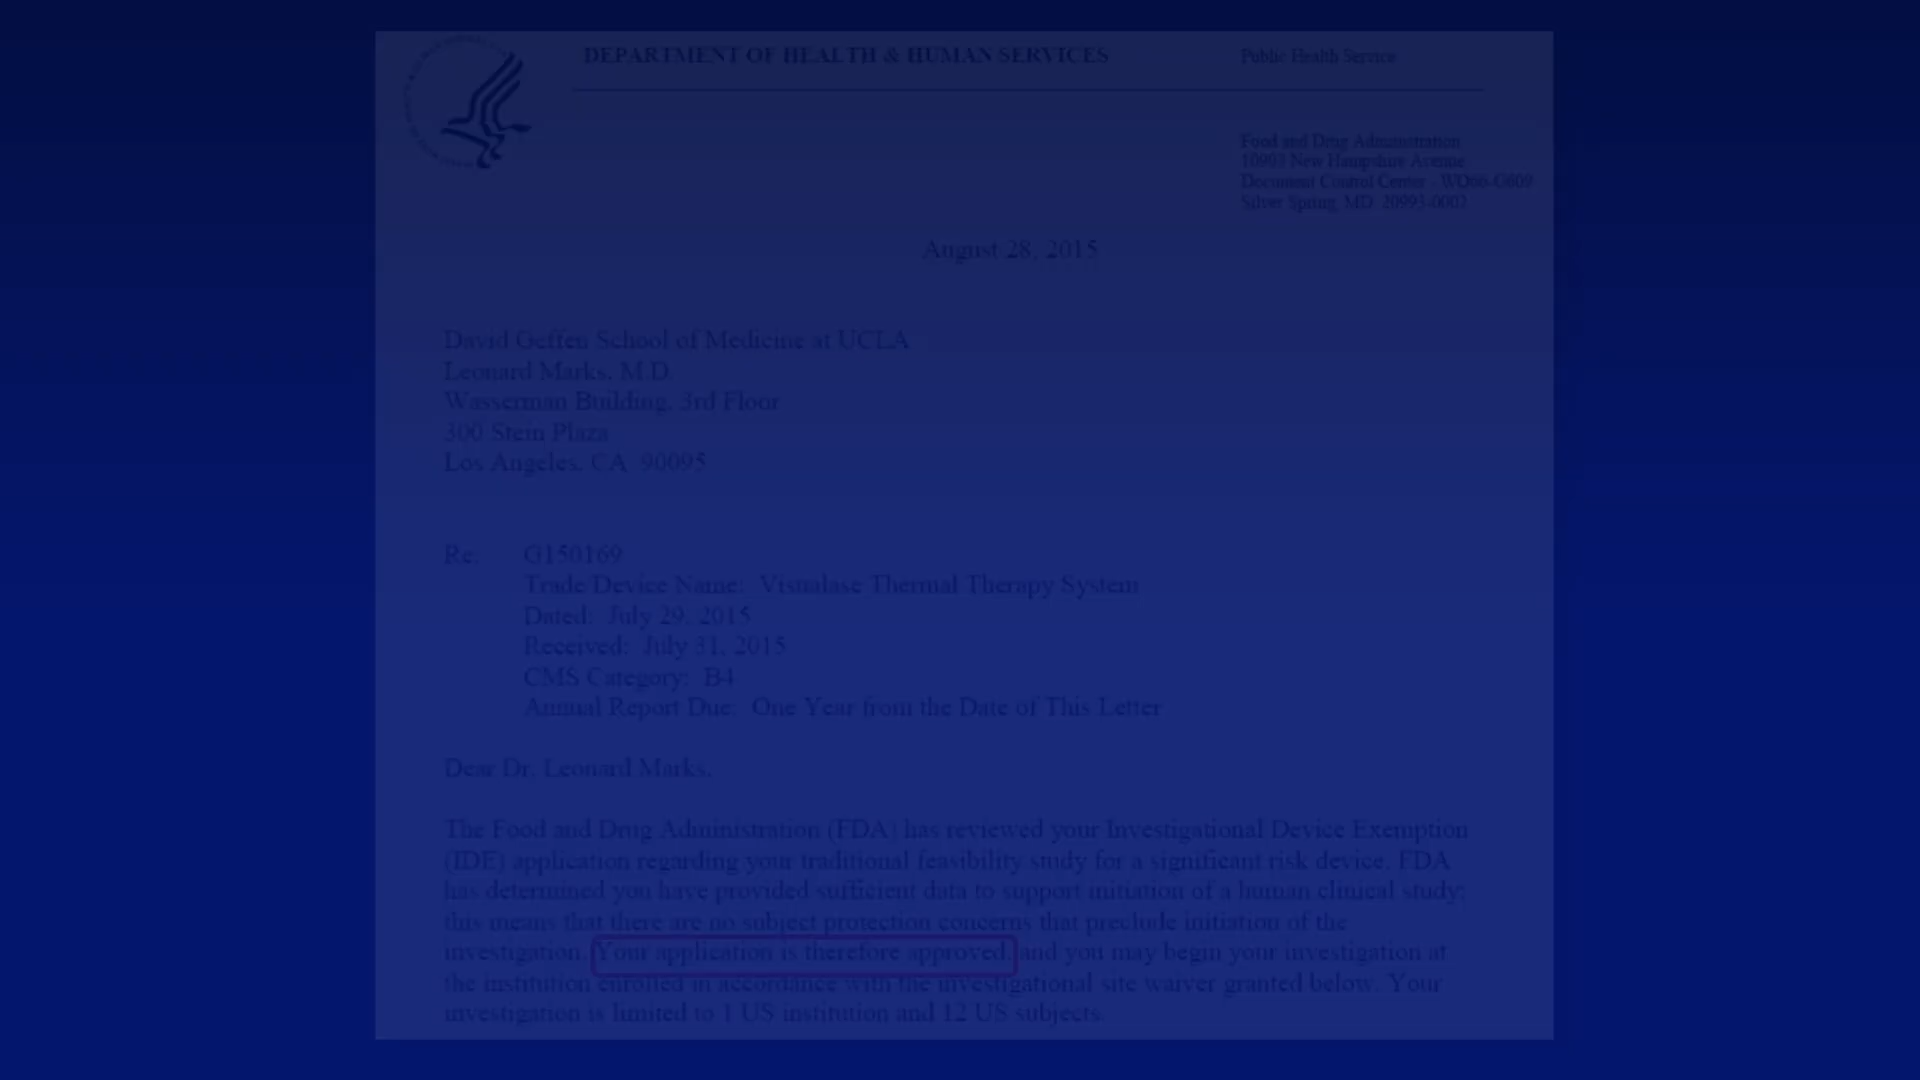 DEPARTMENT OF HEALTH & HUMAN SERVICES
Public Health Service
Food and Drug Administration
10993 New Hampshire Avenue
Document Control Center - WO66-G609
Silver Spring, MD 20993-0002
August 28, 2015
David Geffen School of Medicine at UCLA
Leonard Marks, M.D.
Wasserman Building, 3rd Floor
300 Stein Plaza
Los Angeles, CA 90095
Re: G150169
Trade Device Name: Visualase Thermal Therapy System
Dated: July 29, 2015
Received: July 31, 2015
CMS Category: B4
Annual Report Due: One Year from the Date of This Letter
Dear Dr. Leonard Marks,
The Food and Drug Administration (FDA) has reviewed your Investigational Device Exemption
(IDE) application regarding your traditional feasibility study for a significant risk device. FDA
has determined you have provided sufficient data to support initiation of a human clinical study;
this means that there are no subject protection concerns that preclude initiation of the
investigation. Your application is therefore approved, and you may begin your investigation at
the institution enrolled in accordance with the investigational site waiver granted below. Your
investigation is limited to 1 US institution and 12 US subjects.